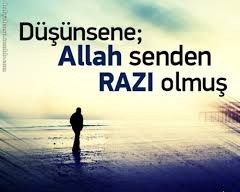 Düşünsene;
Allah senden
RAZI olmuş